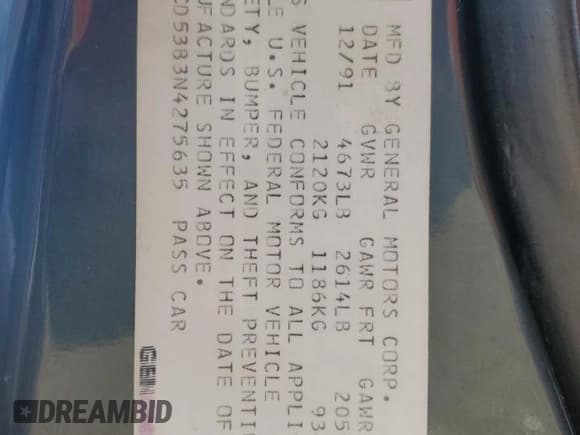 MFD BY GENERAL MOTORS CORP.
DATE GVWR GAWR FRT GAWR
12/91 4673LB 2614LB 205
2120KG 1186KG 93
S VEHICLE CONFORMS TO ALL APPLI
LE U.S. FEDERAL MOTOR VEHICLE
ETY, BUMPER, AND THEFT PREVENTI
NDARDS IN EFFECT ON THE DATE OF
UFACTURE SHOWN ABOVE.
CD53B3N4275635 PASS CAR
DREAMBID